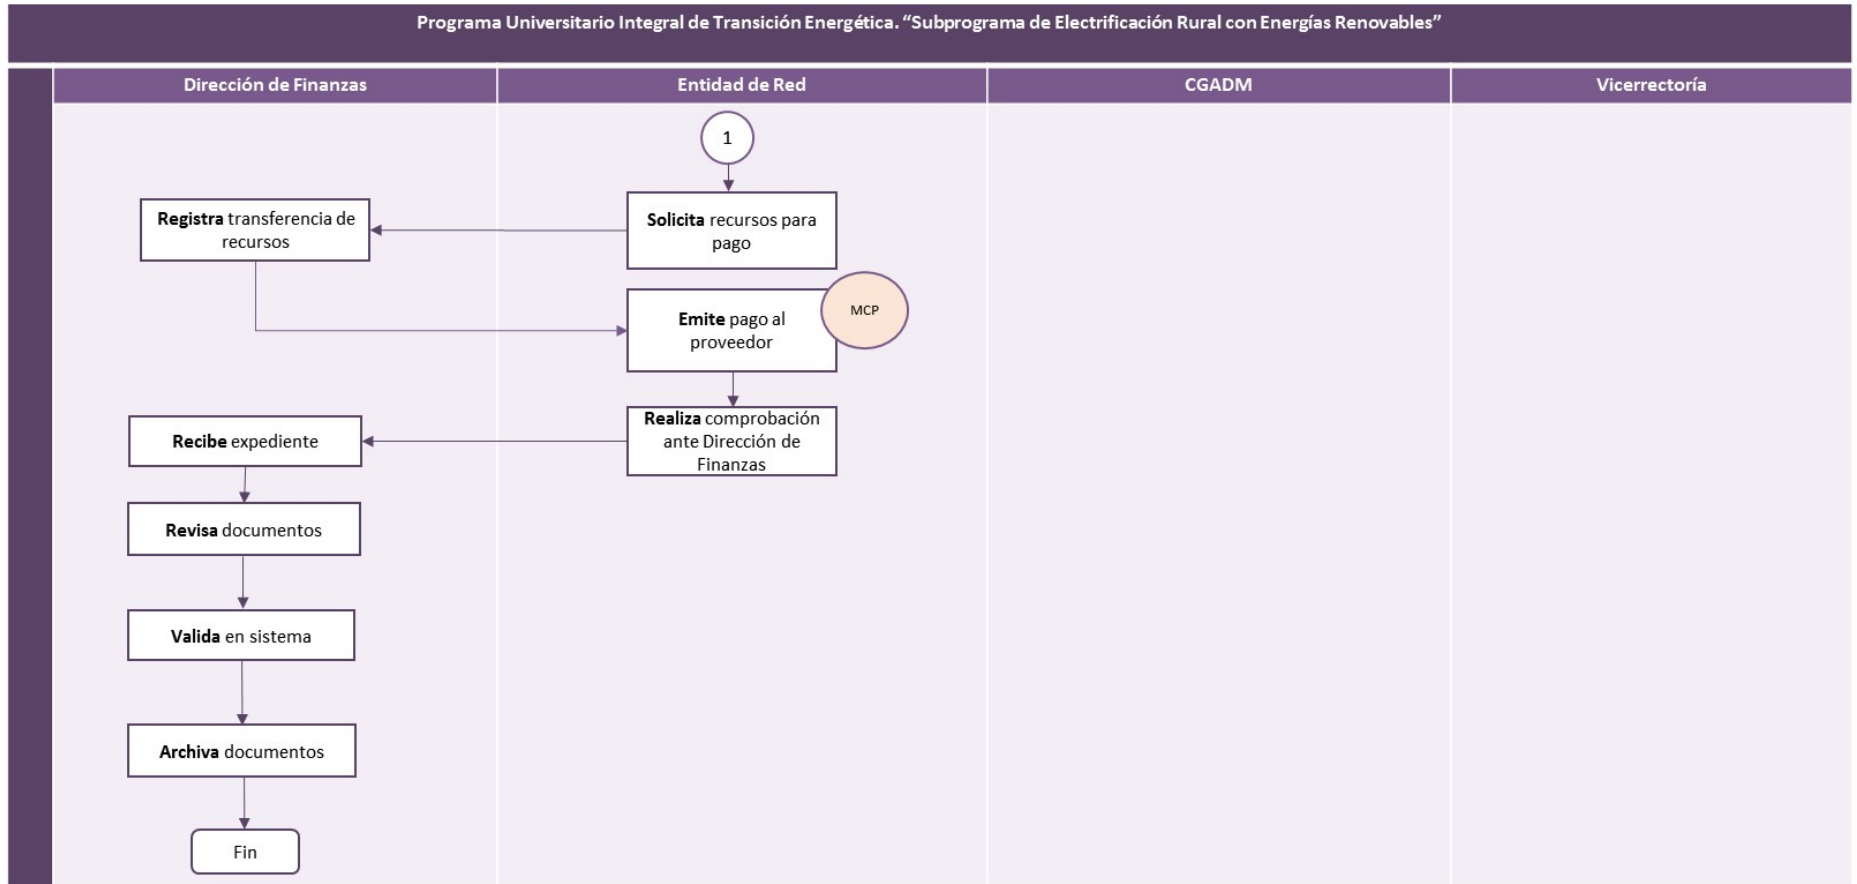 Programa Universitario Integral de Transición Energética. “Subprograma de Electrificación Rural con Energías Renovables”
Dirección de Finanzas
Entidad de Red
CGADM
Vicerrectoría
1
Solicita recursos para
pago
Registra transferencia de
recursos
MCP
Emite pago al
proveedor
Realiza comprobación
ante Dirección de
Finanzas
Recibe expediente
Revisa documentos
Valida en sistema
Archiva documentos
Fin